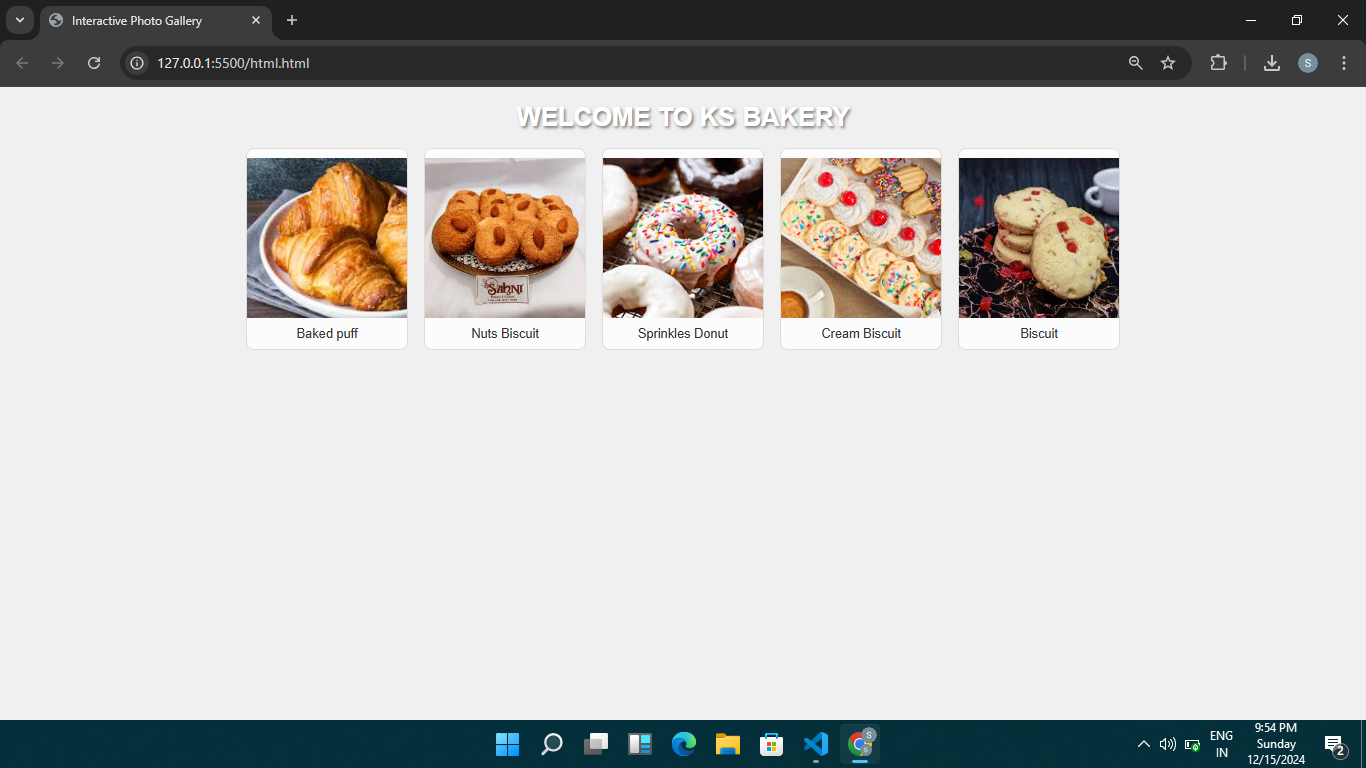 Interactive Photo Gallery
127.0.0.1:5500/html.html
S
WELCOME TO KS BAKERY
SAHNI
Baked puff
Nuts Biscuit
Sprinkles Donut
Cream Biscuit
Biscuit
S
S
ENG
IN
9:54 PM
Sunday
12/15/2024
2